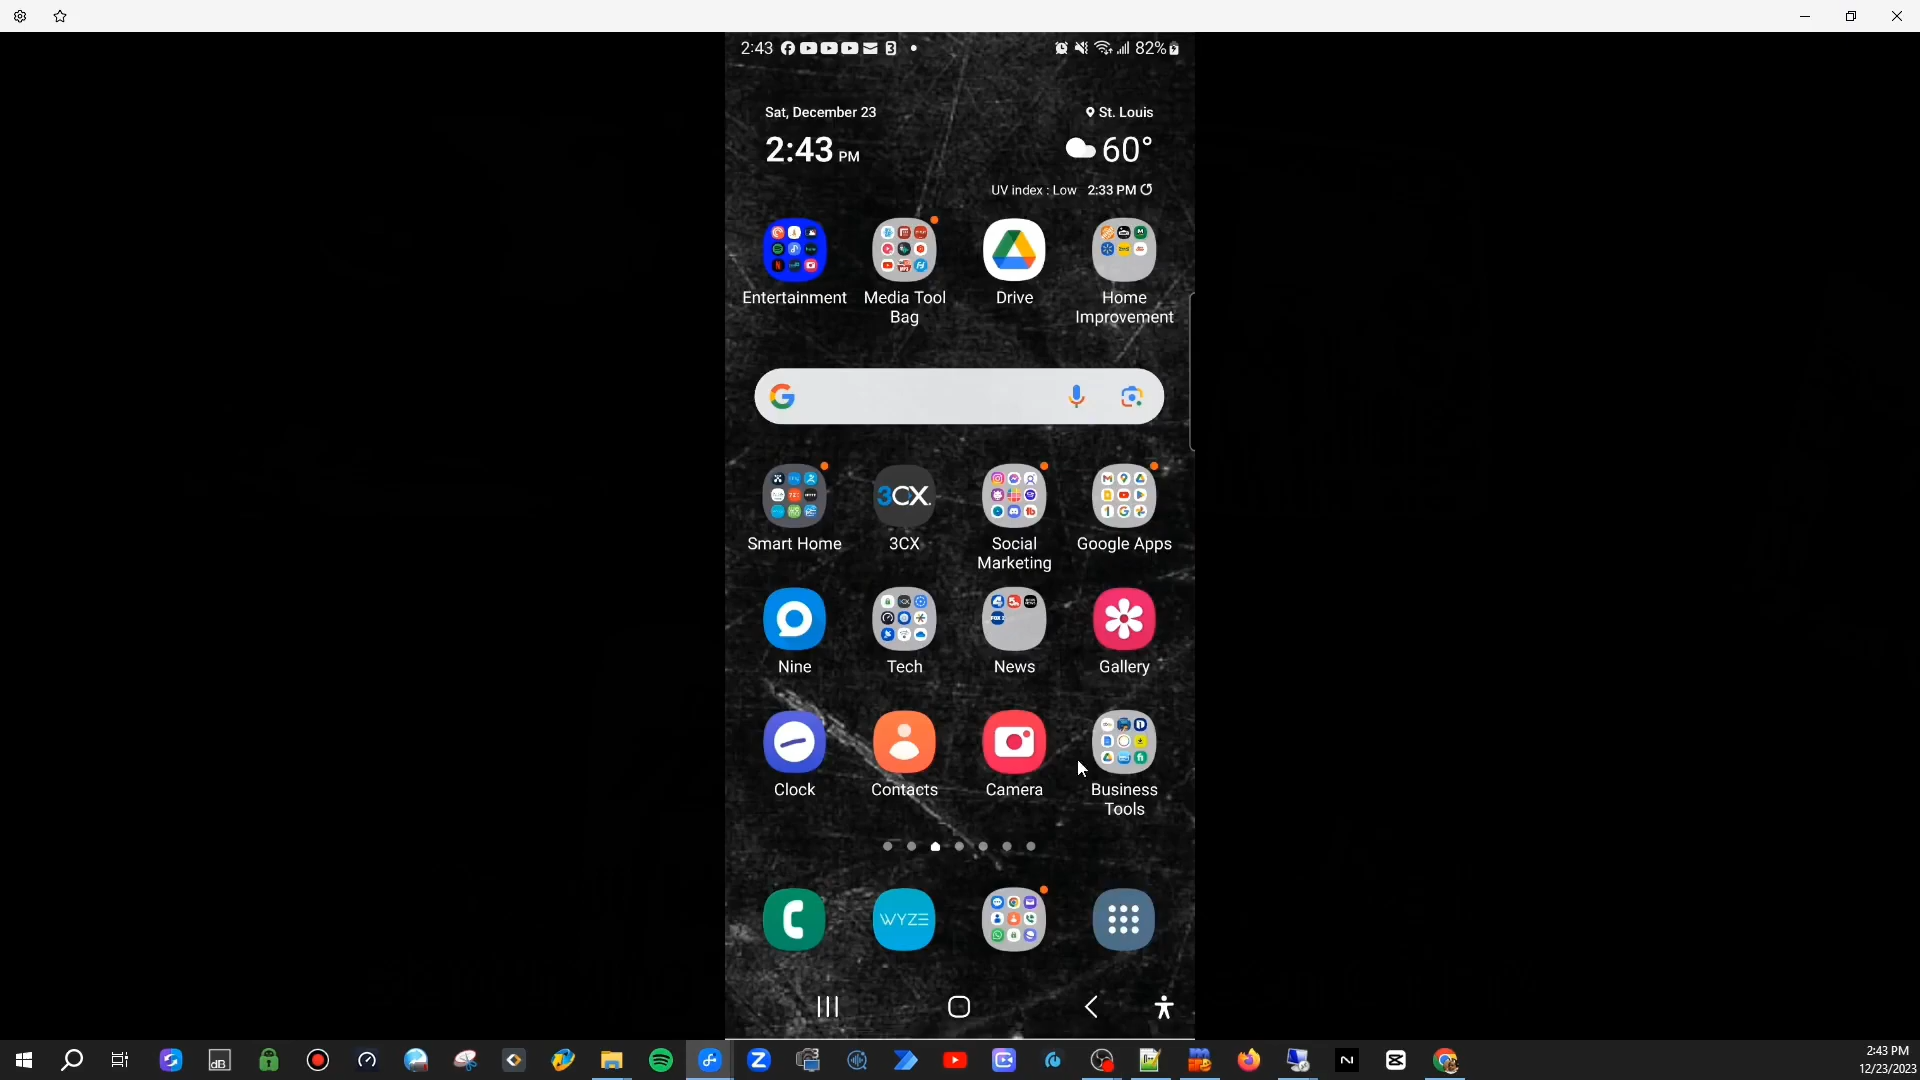 2:43
82%
Sat, December 23
St. Louis
2:43 PM
60°
UV index : Low 2:33 PM
Entertainment
Media Tool
Bag
Drive
Home
Improvement
Smart Home
3CX.
3CX
Social
Marketing
Google Apps
Nine
Tech
News
Gallery
Clock
Contacts
Camera
Business
Tools
WYZE
dB
2:43 PM
12/23/2023